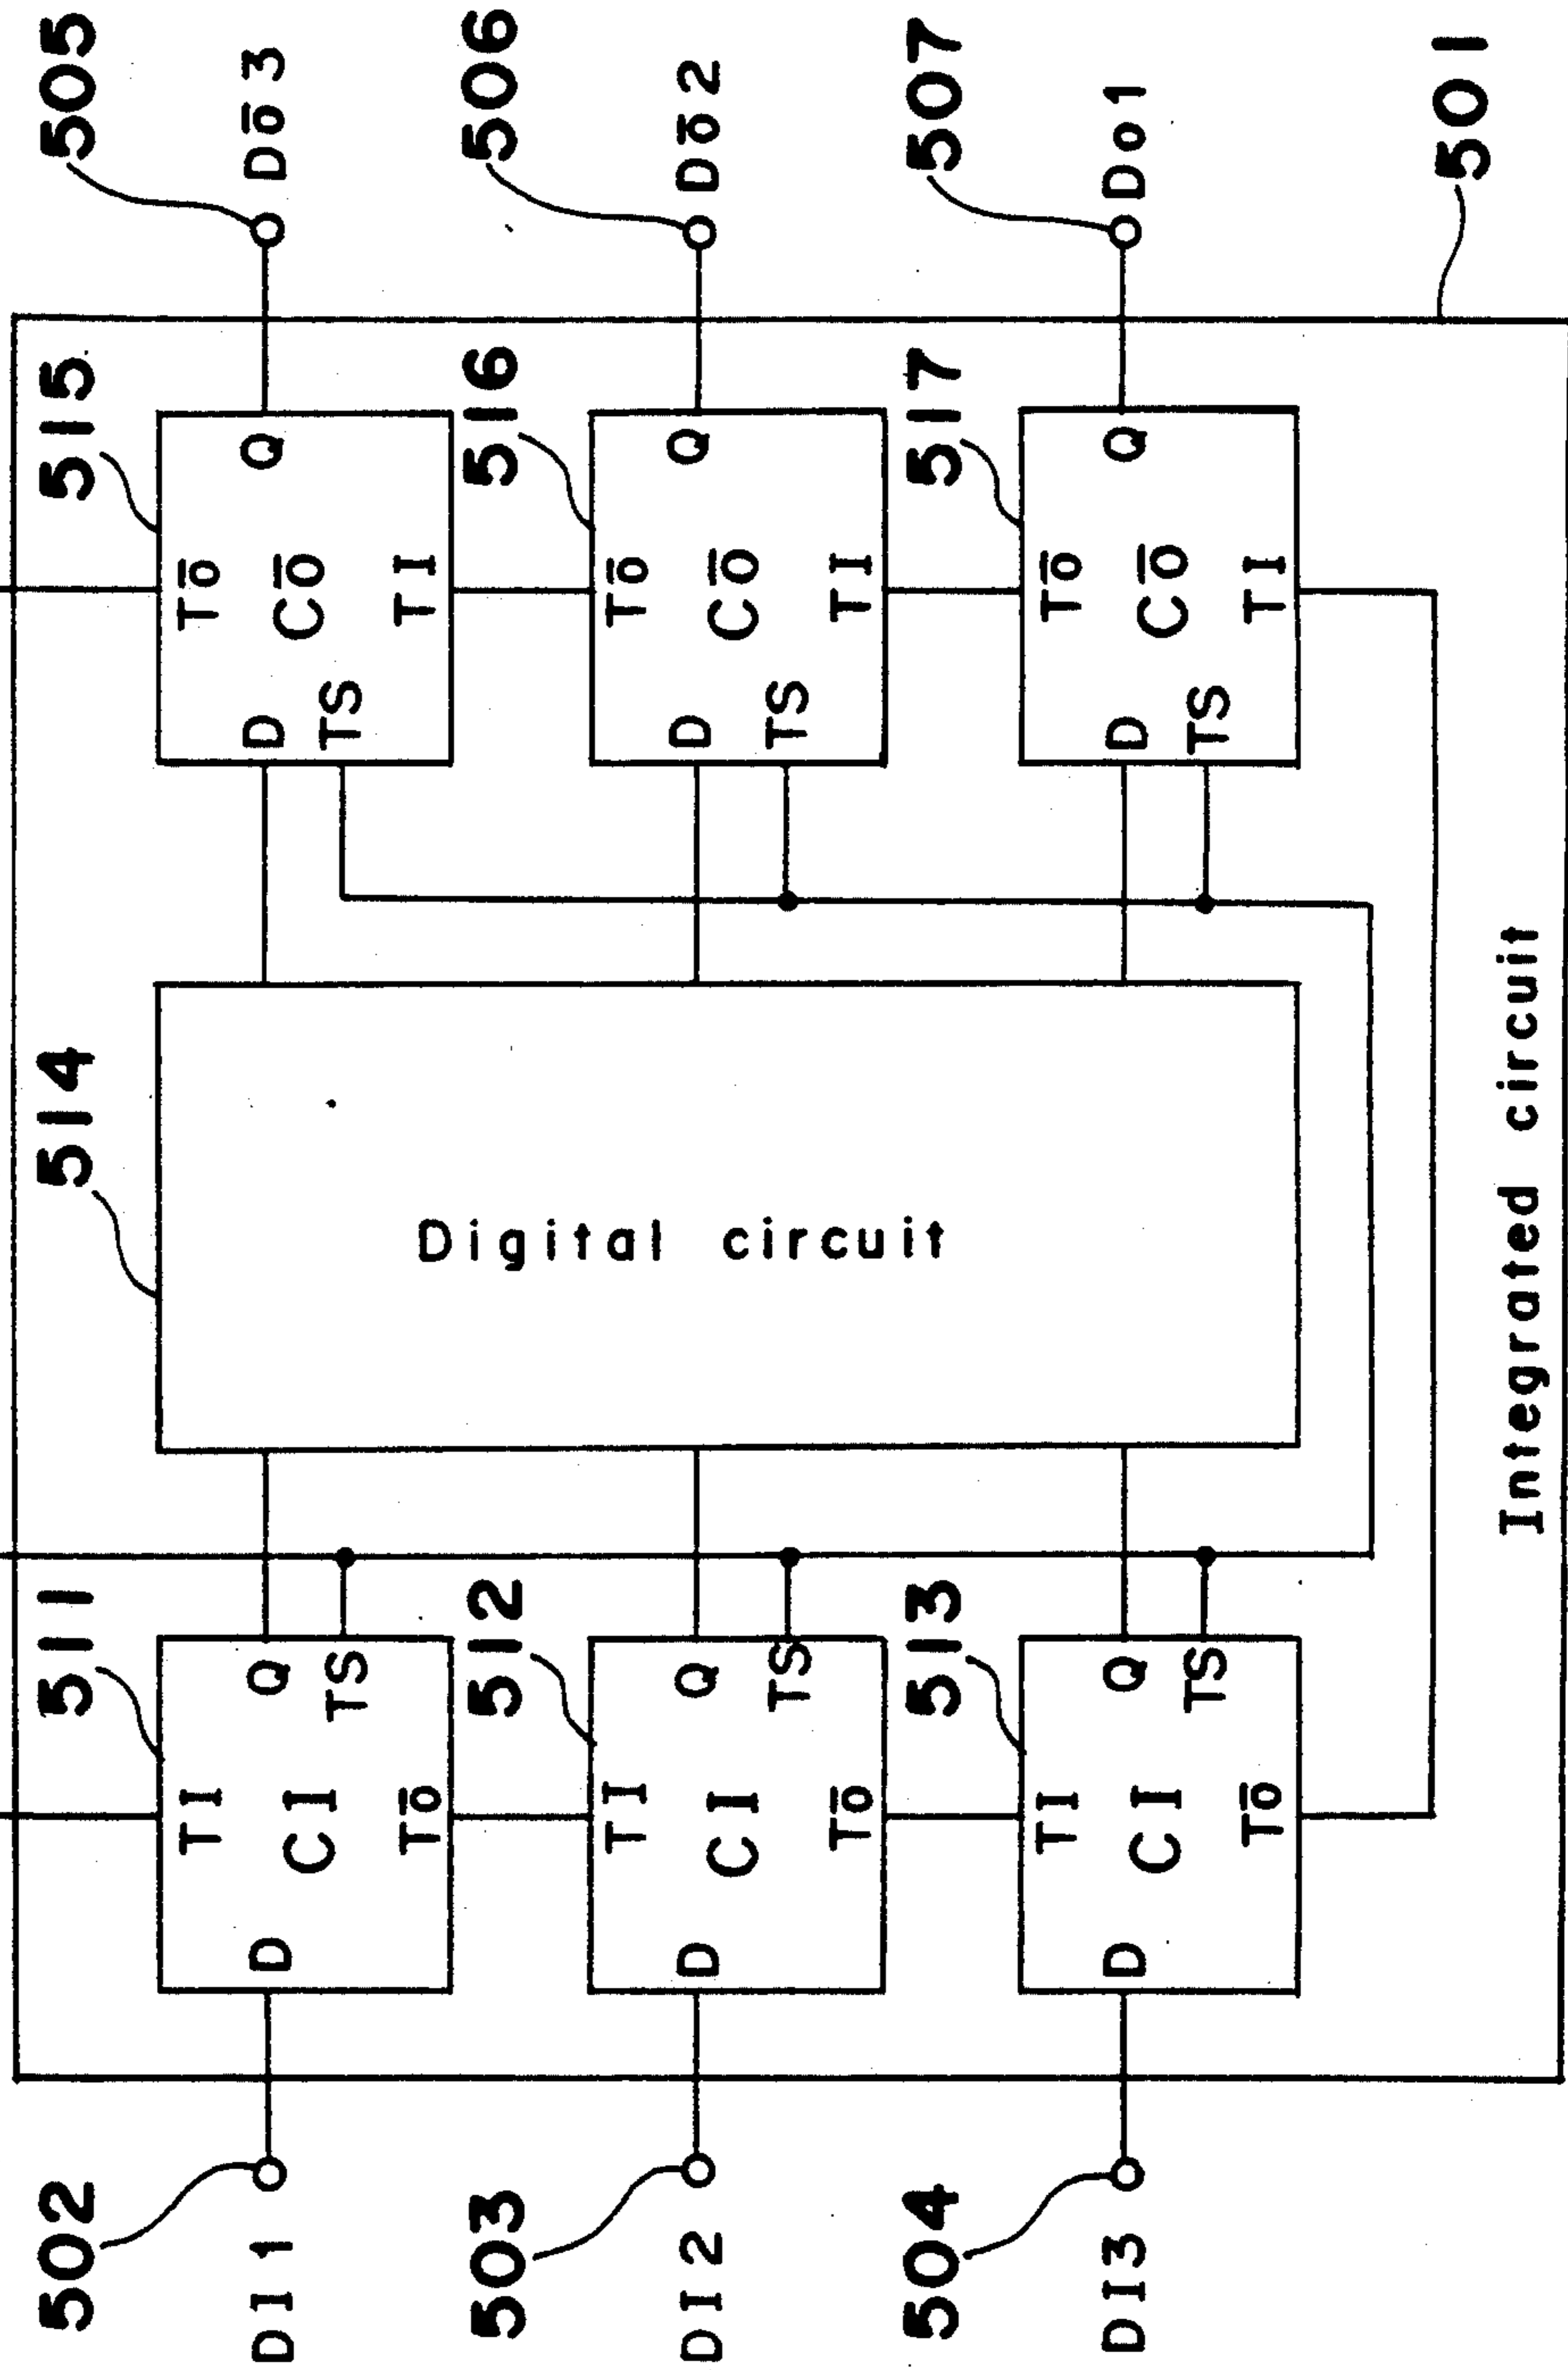 502
DI1
503
DI2
504
DI3
511
TI
CI
D
Q
TS
TŌ
512
TI
CI
D
Q
TS
TŌ
513
TI
CI
D
Q
TS
TŌ
514
Digital circuit
515
TŌ
CŌ
D
Q
TS
TI
516
TŌ
CŌ
D
Q
TS
TI
517
TŌ
CŌ
D
Q
TS
TI
505
Dō3
506
Dō2
507
Do1
501
Integrated circuit